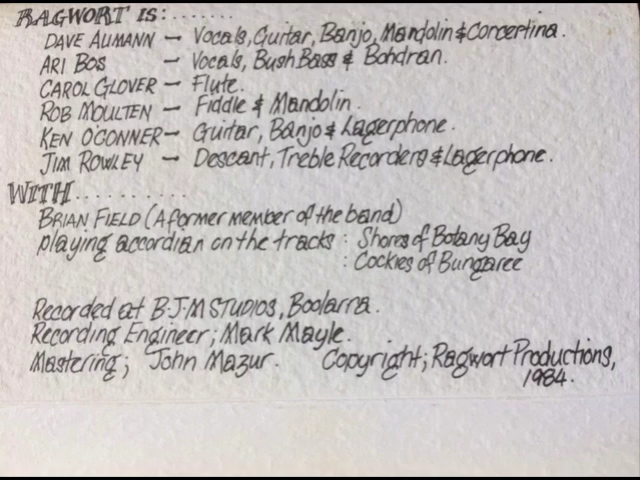 RAGWORT IS:.......
DAVE AUMANN – Vocals, Guitar, Banjo, Mandolin & Concertina.
ARI BOS – Vocals, Bush Bass & Bohdran.
CAROL GLOVER – Flute.
ROB MOULTEN – Fiddle & Mandolin.
KEN O'CONNER – Guitar, Banjo & Lagerphone.
JIM ROWLEY – Descant, Treble Recorders & Lagerphone.
WITH..........
BRIAN FIELD (A former member of the band)
playing accordian on the tracks : Shores of Botany Bay
: Cockies of Bungaree
Recorded at B.J.M STUDIOS, Boolarra.
Recording Engineer; Mark Mayle.
Mastering; John Mazur. Copyright; Ragwort Productions,
1984.